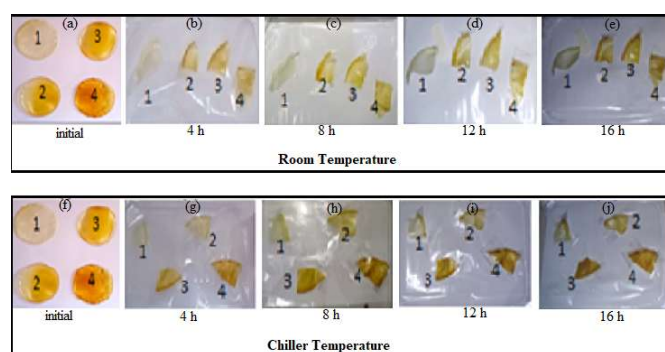 (a) (b) (c) (d) (e)
1 3 2 4
1 2 3 4
1 2 3 4
1 2 3 4
1 2 3 4
initial 4 h 8 h 12 h 16 h
Room Temperature
(f) (g) (h) (i) (j)
1 3 2 4
1 2 3 4
1 2 3 4
1 2 3 4
1 2 3 4
initial 4 h 8 h 12 h 16 h
Chiller Temperature